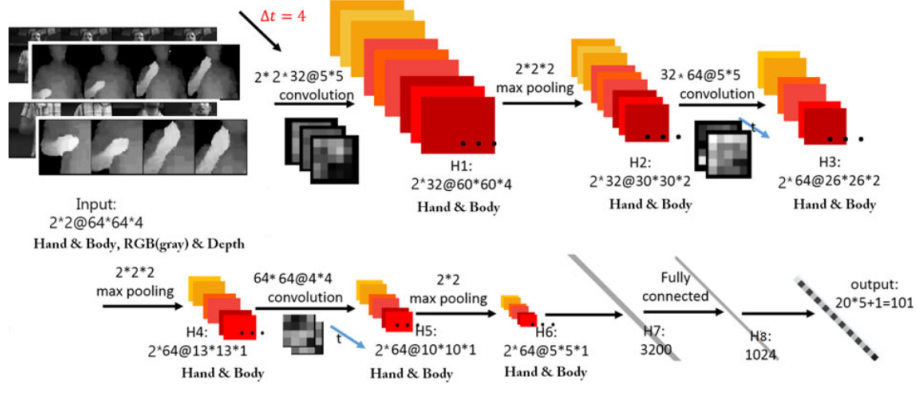 Δt = 4
2*2*32@5*5
convolution
2*2*2
max pooling
32*64@5*5
convolution
t
H1:
2*32@60*60*4
Hand & Body
H2:
2*32@30*30*2
Hand & Body
H3:
2*64@26*26*2
Hand & Body
Input:
2*2@64*64*4
Hand & Body, RGB(gray) & Depth
2*2*2
max pooling
64*64@4*4
convolution
t
2*2
max pooling
Fully
connected
output:
20*5+1=101
H4:
2*64@13*13*1
Hand & Body
H5:
2*64@10*10*1
Hand & Body
H6:
2*64@5*5*1
Hand & Body
H7:
3200
H8:
1024